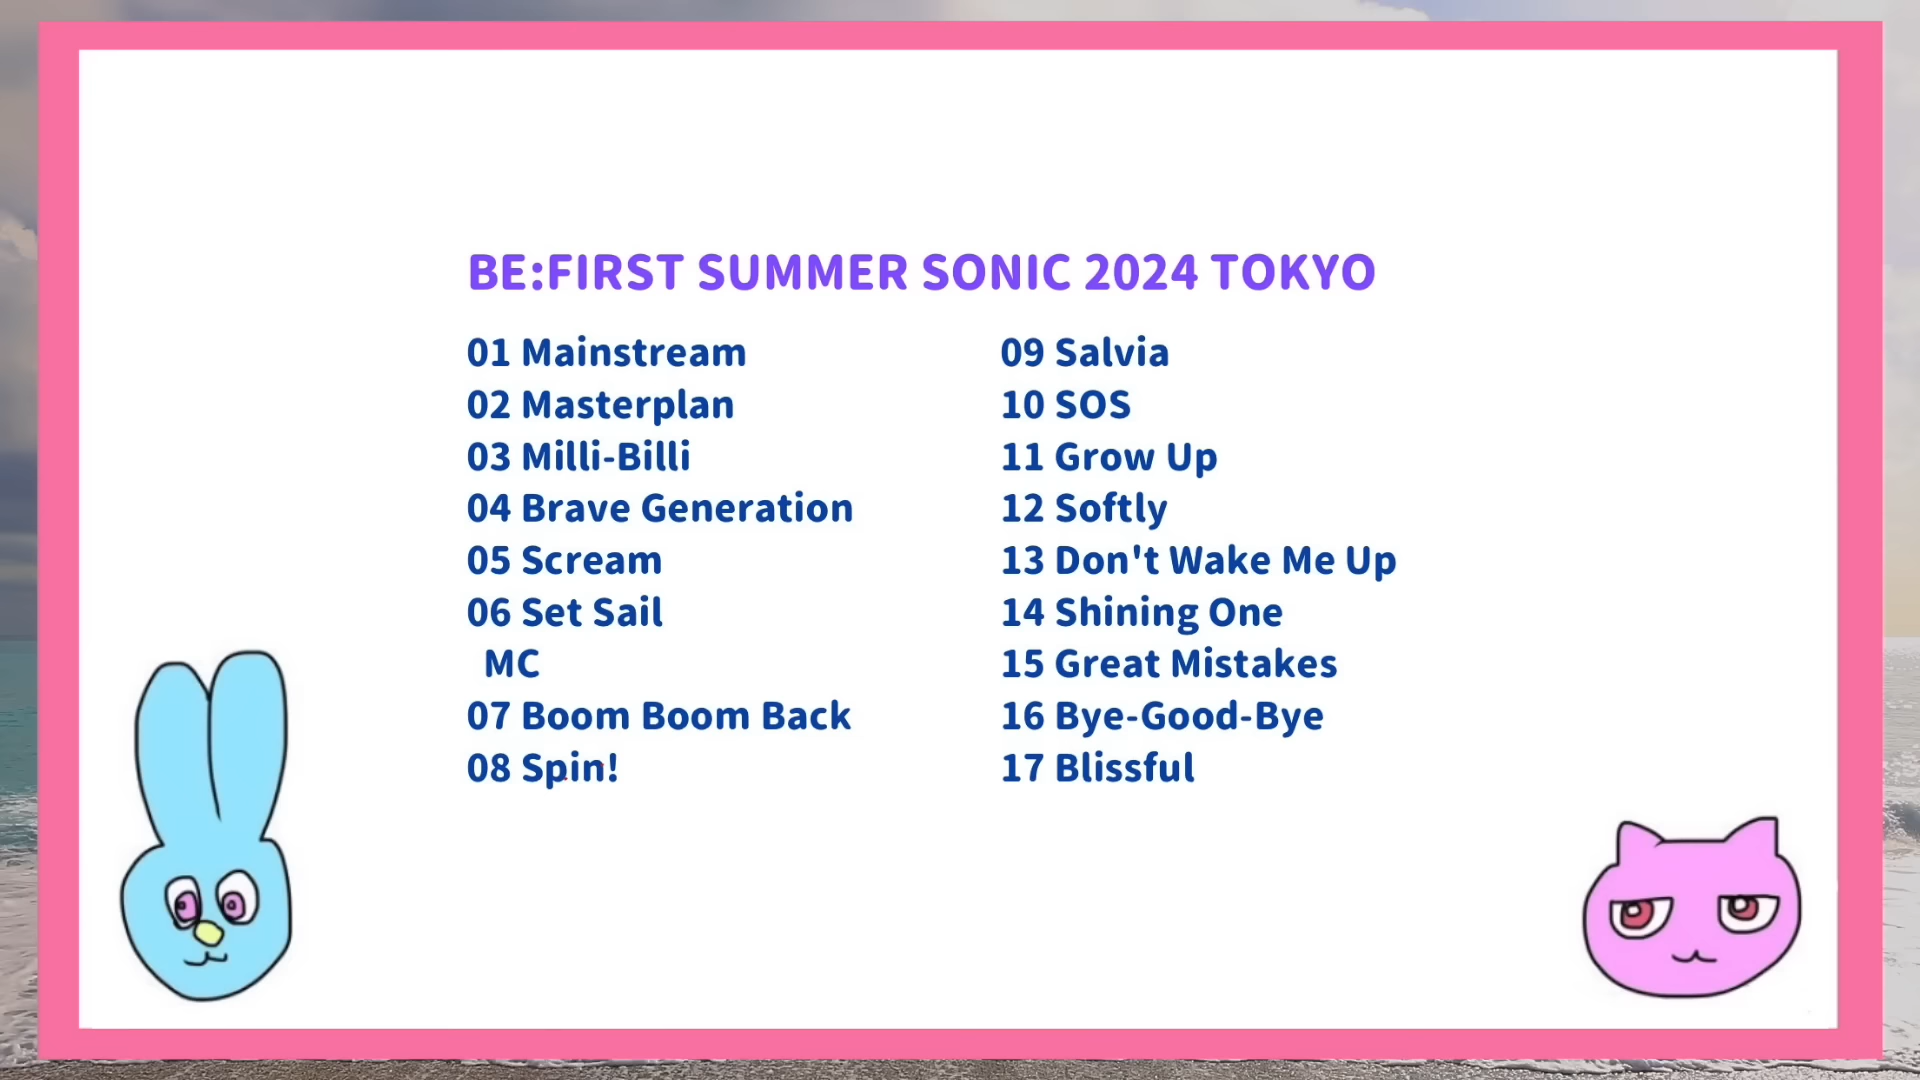 BE:FIRST SUMMER SONIC 2024 TOKYO
01 Mainstream
02 Masterplan
03 Milli-Billi
04 Brave Generation
05 Scream
06 Set Sail
MC
07 Boom Boom Back
08 Spin!
09 Salvia
10 SOS
11 Grow Up
12 Softly
13 Don't Wake Me Up
14 Shining One
15 Great Mistakes
16 Bye-Good-Bye
17 Blissful